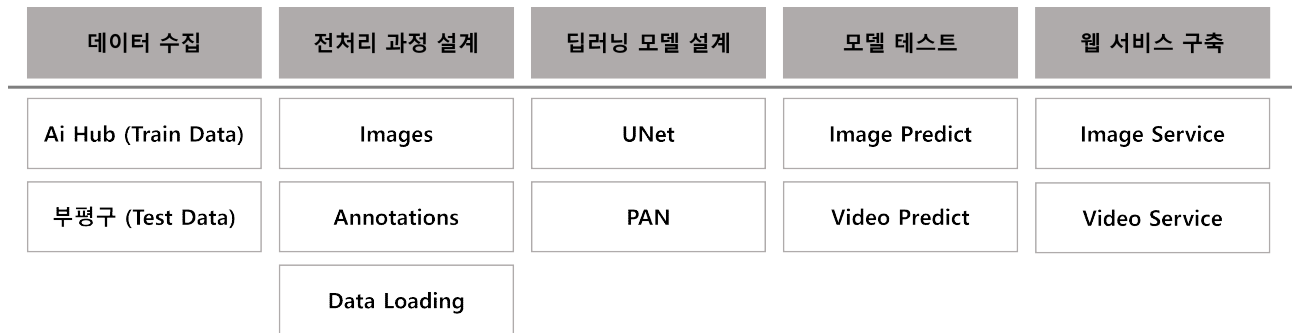 데이터 수집
전처리 과정 설계
딥러닝 모델 설계
모델 테스트
웹 서비스 구축
Ai Hub (Train Data)
Images
UNet
Image Predict
Image Service
부평구 (Test Data)
Annotations
PAN
Video Predict
Video Service
Data Loading